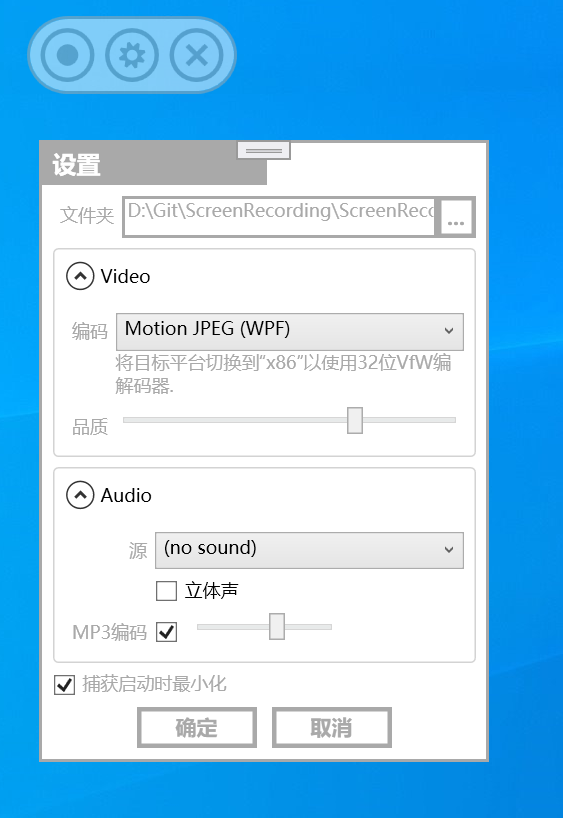 设置
文件夹 D:\Git\ScreenRecording\ScreenReco ...
Video
编码 Motion JPEG (WPF)
将目标平台切换到“x86”以使用32位VfW编
解码器.
品质
Audio
源 (no sound)
立体声
MP3编码
捕获启动时最小化
确定 取消